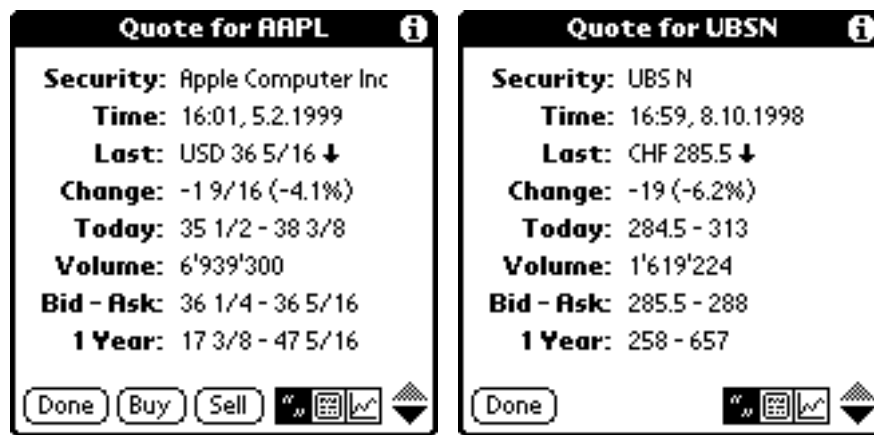 Quote for AAPL
Security: Apple Computer Inc
Time: 16:01, 5.2.1999
Last: USD 36 5/16 ↓
Change: -1 9/16 (-4.1%)
Today: 35 1/2 - 38 3/8
Volume: 6'939'300
Bid - Ask: 36 1/4 - 36 5/16
1 Year: 17 3/8 - 47 5/16
Done Buy Sell
Quote for UBSN
Security: UBS N
Time: 16:59, 8.10.1998
Last: CHF 285.5 ↓
Change: -19 (-6.2%)
Today: 284.5 - 313
Volume: 1'619'224
Bid - Ask: 285.5 - 288
1 Year: 258 - 657
Done